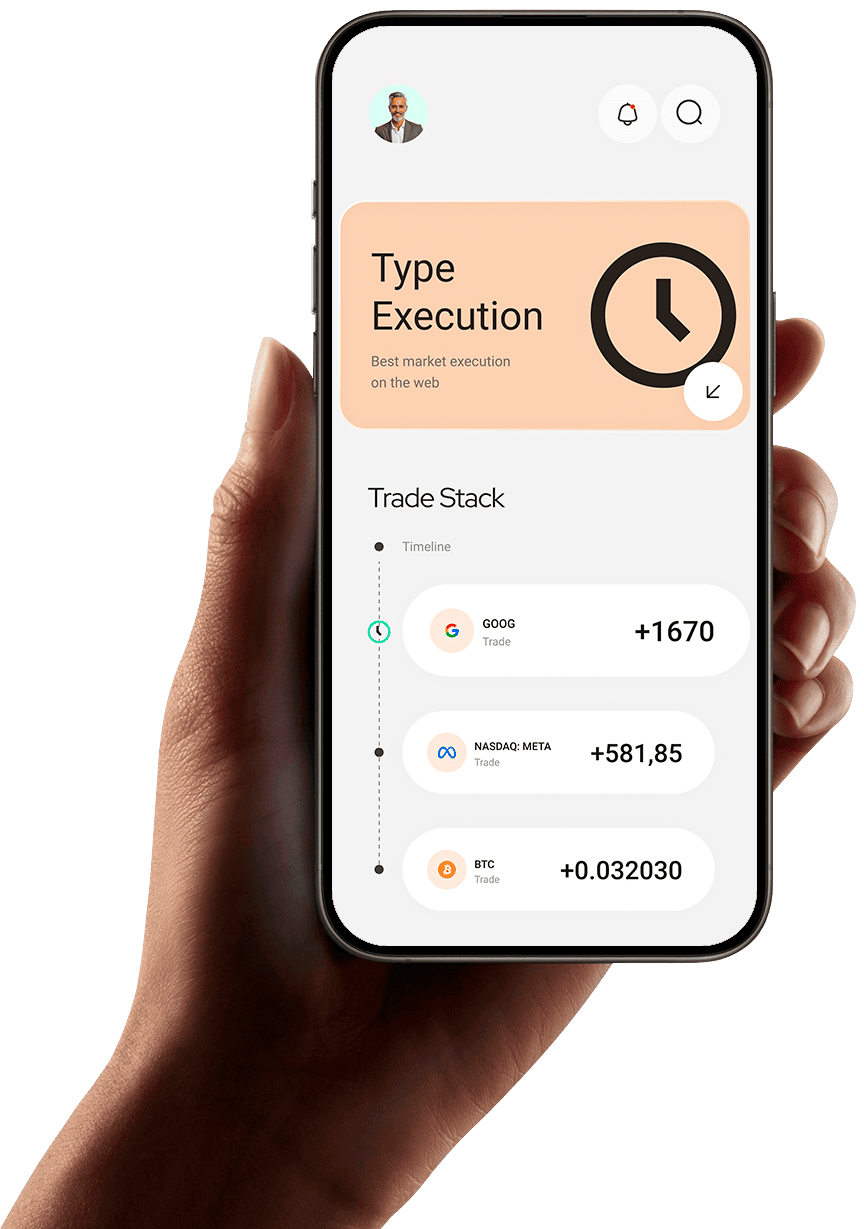 Type
Execution
Best market execution
on the web
Trade Stack
Timeline
GOOG
Trade
+1670
NASDAQ: META
Trade
+581,85
BTC
Trade
+0.032030